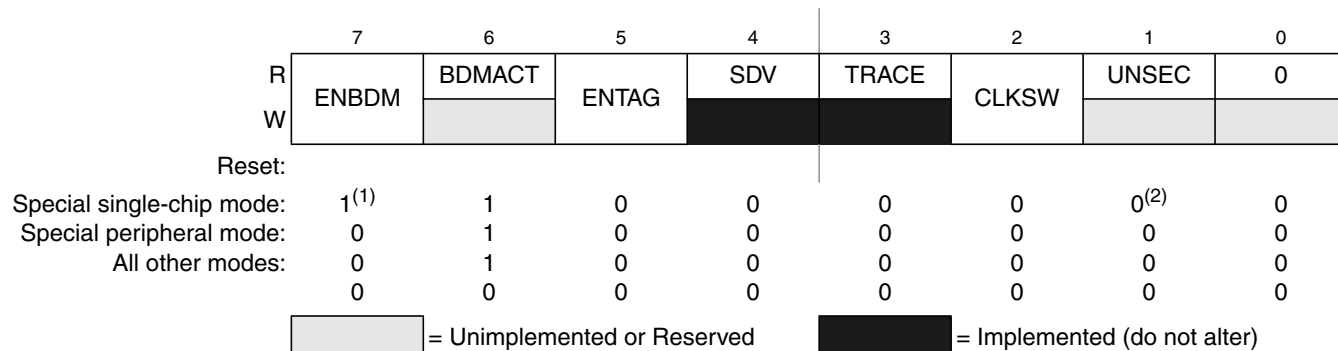 7 6 5 4 3 2 1 0
R ENBDM BDMACT ENTAG SDV TRACE CLKSW UNSEC 0
W
Reset:
Special single-chip mode: 1(1) 1 0 0 0 0 0(2) 0
Special peripheral mode: 0 1 0 0 0 0 0 0
All other modes: 0 1 0 0 0 0 0 0
0 0 0 0 0 0 0 0
= Unimplemented or Reserved = Implemented (do not alter)